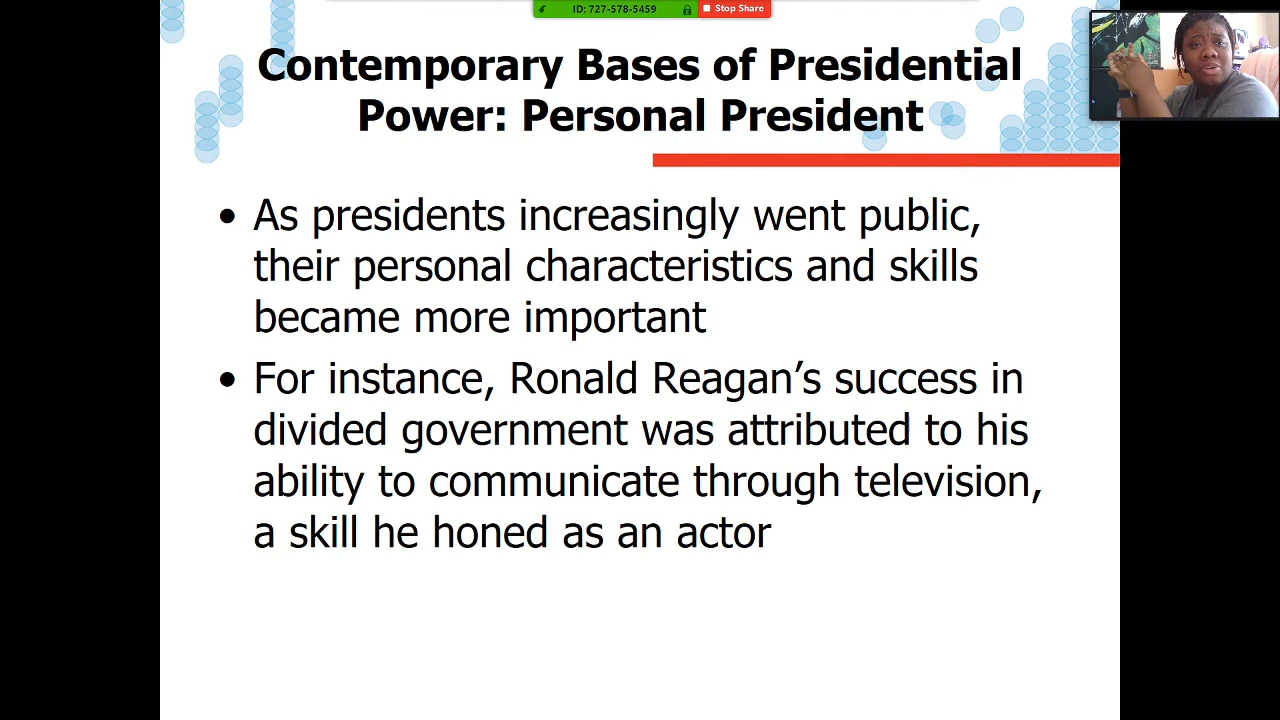 ID: 727-578-5459
Stop Share
Contemporary Bases of Presidential
Power: Personal President
• As presidents increasingly went public,
their personal characteristics and skills
became more important
• For instance, Ronald Reagan’s success in
divided government was attributed to his
ability to communicate through television,
a skill he honed as an actor